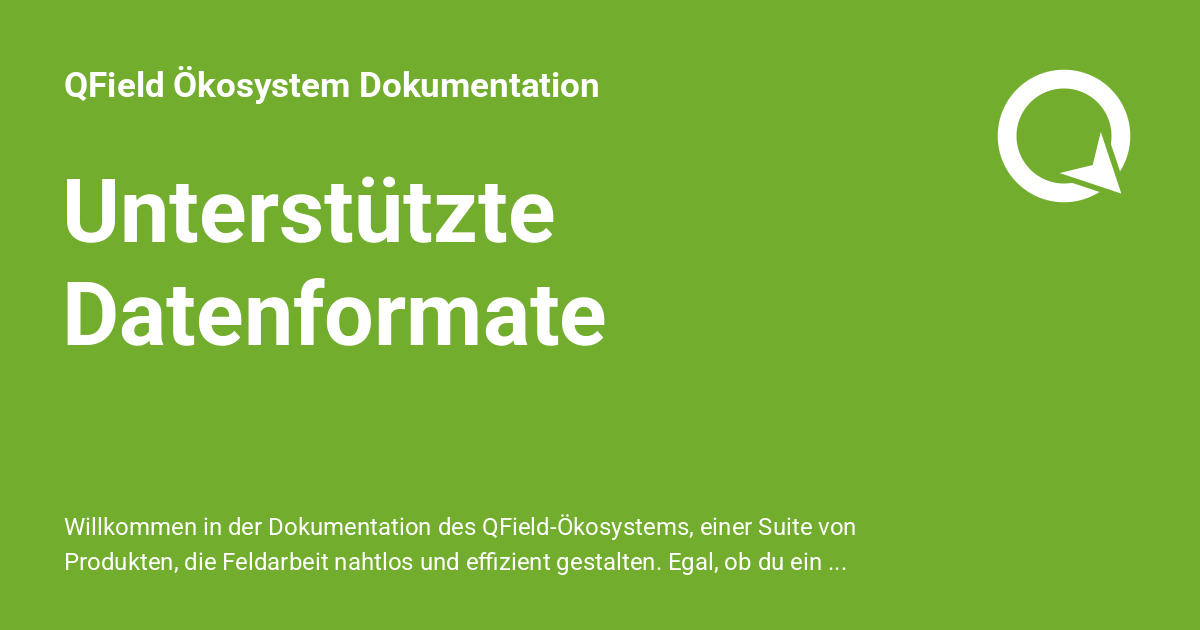 QField Ökosystem Dokumentation
Unterstützte
Datenformate
Willkommen in der Dokumentation des QField-Ökosystems, einer Suite von
Produkten, die Feldarbeit nahtlos und effizient gestalten. Egal, ob du ein ...